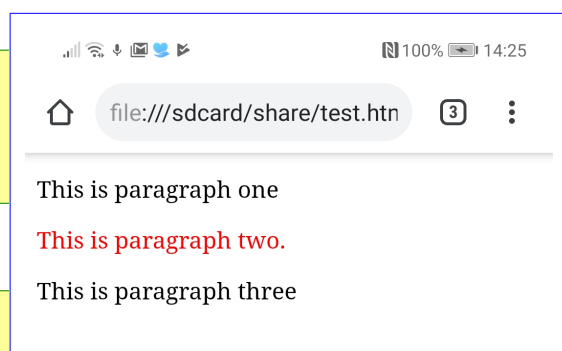 100% 14:25
file:///sdcard/share/test.htn
3
This is paragraph one
This is paragraph two.
This is paragraph three